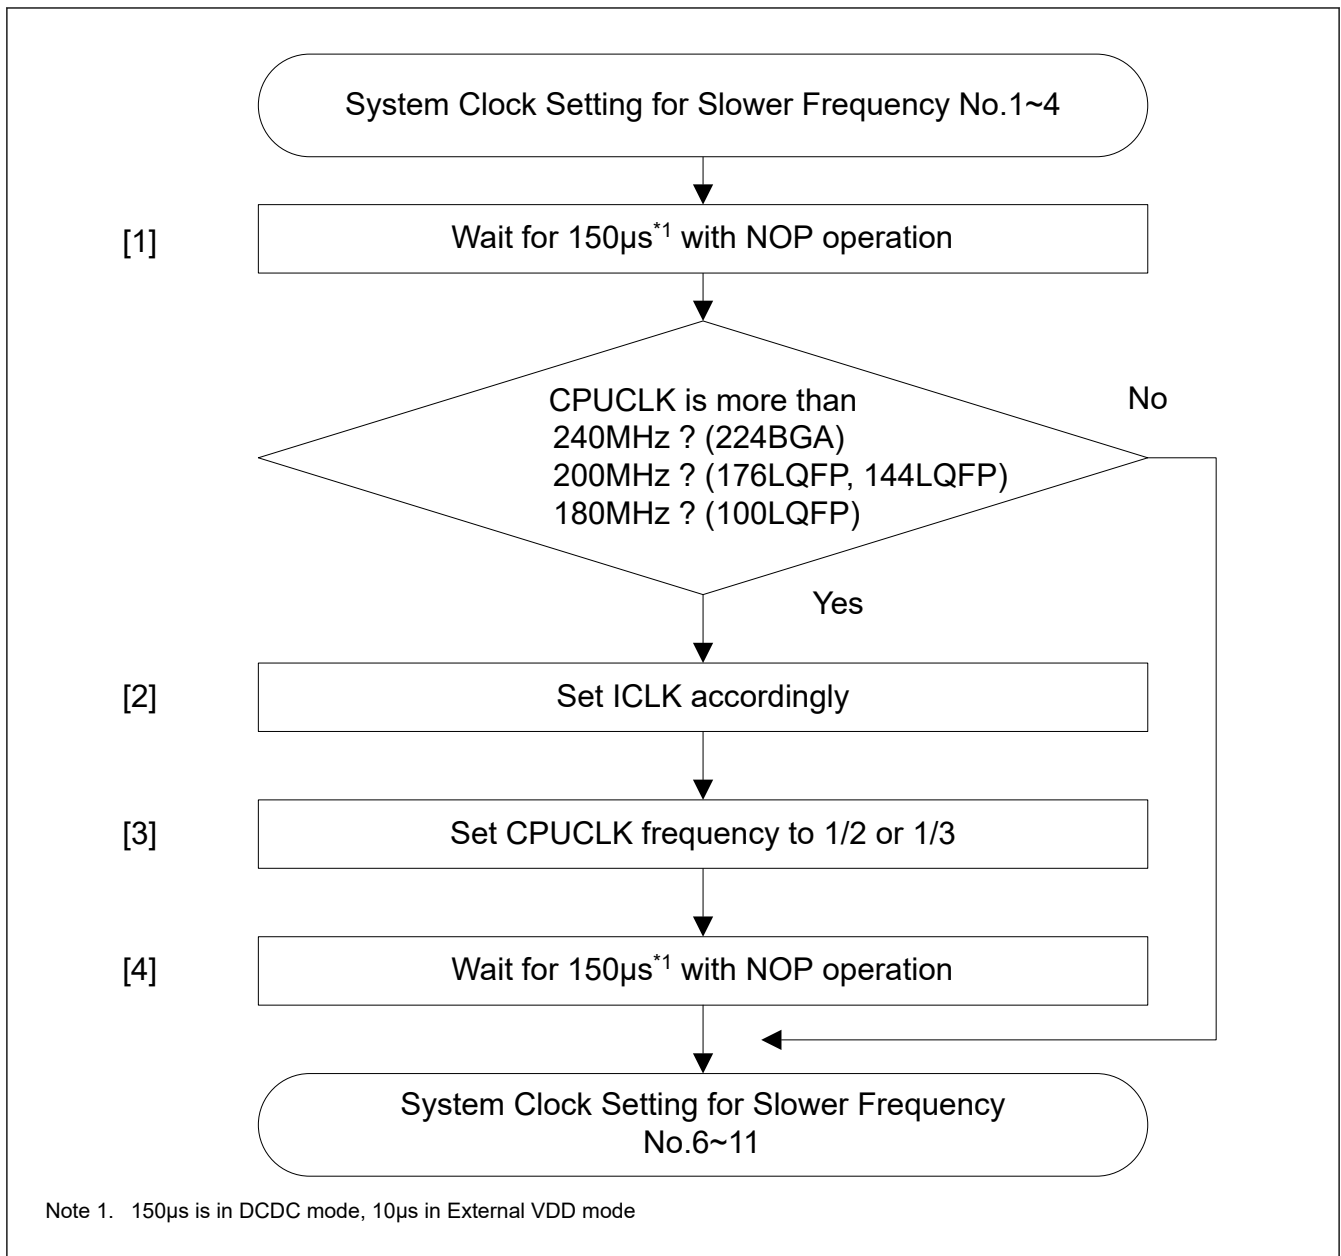 System Clock Setting for Slower Frequency No.1~4
[1]
Wait for 150µs*1 with NOP operation
CPUCLK is more than
240MHz ? (224BGA)
200MHz ? (176LQFP, 144LQFP)
180MHz ? (100LQFP)
No
Yes
[2]
Set ICLK accordingly
[3]
Set CPUCLK frequency to 1/2 or 1/3
[4]
Wait for 150µs*1 with NOP operation
System Clock Setting for Slower Frequency
No.6~11
Note 1. 150µs is in DCDC mode, 10µs in External VDD mode